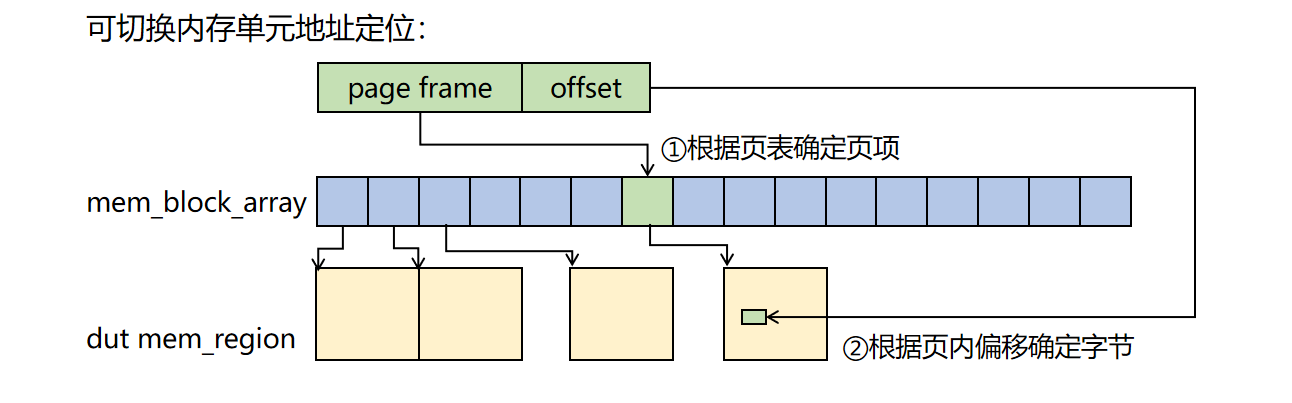 可切换内存单元地址定位：
page frame
offset
①根据页表确定页项
mem_block_array
dut mem_region
②根据页内偏移确定字节